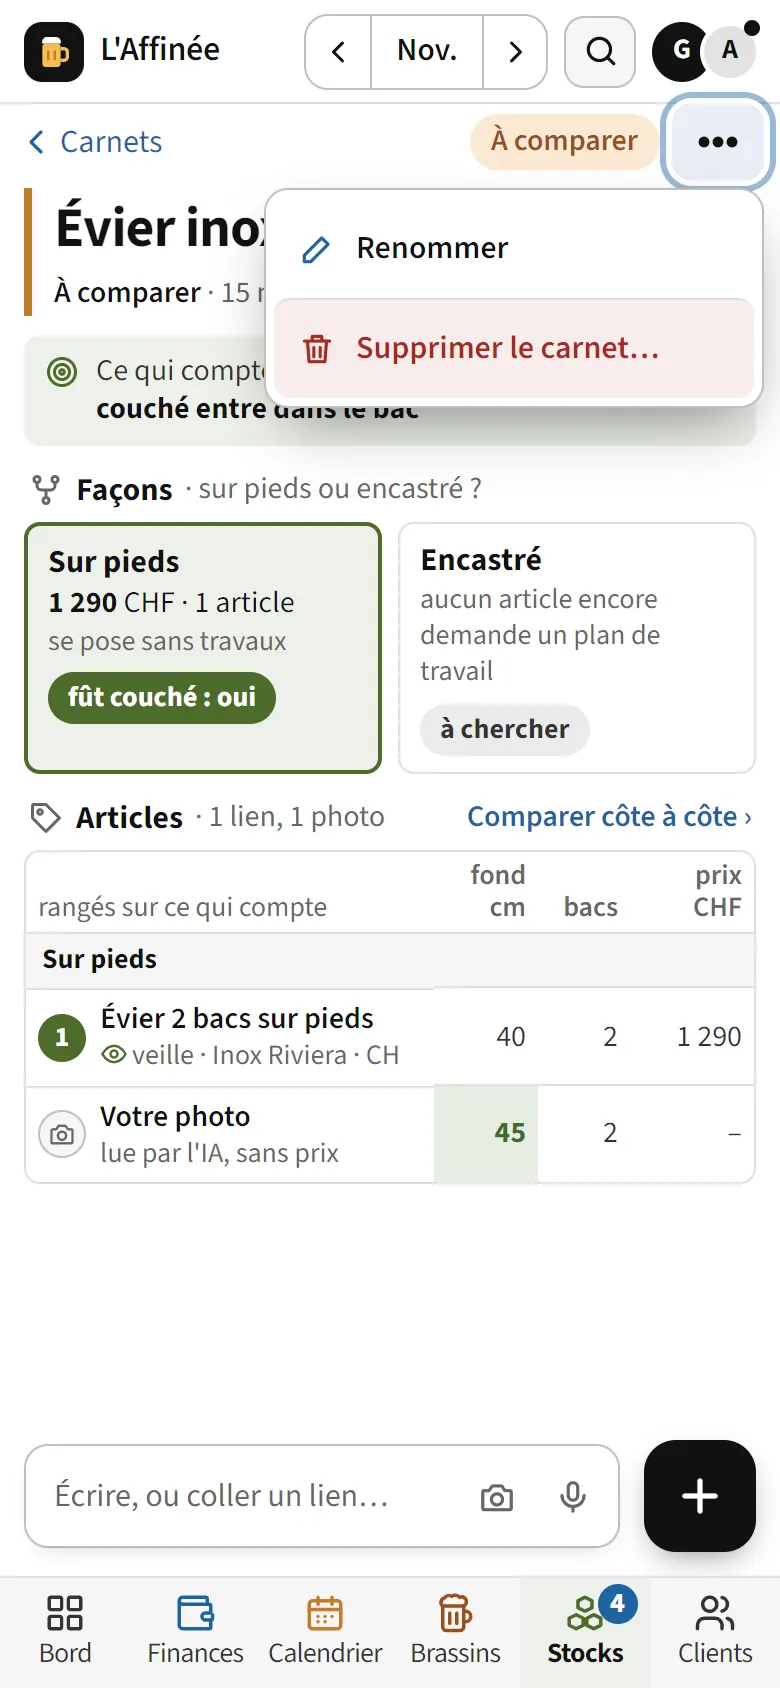 L'Affinée
Nov.
G
A
Carnets
À comparer
•••
Évier inox
À comparer · 15
Renommer
Supprimer le carnet…
Ce qui compte
couché entre dans le bac
Façons · sur pieds ou encastré ?
Sur pieds
1 290 CHF · 1 article
se pose sans travaux
fût couché : oui
Encastré
aucun article encore
demande un plan de
travail
à chercher
Articles · 1 lien, 1 photo
Comparer côte à côte ›
rangés sur ce qui compte
fond
cm
bacs
prix
CHF
Sur pieds
1
Évier 2 bacs sur pieds
veille · Inox Riviera · CH
40
2
1 290
Votre photo
lue par l'IA, sans prix
45
2
–
Écrire, ou coller un lien…
Bord
Finances
Calendrier
Brassins
4
Stocks
Clients